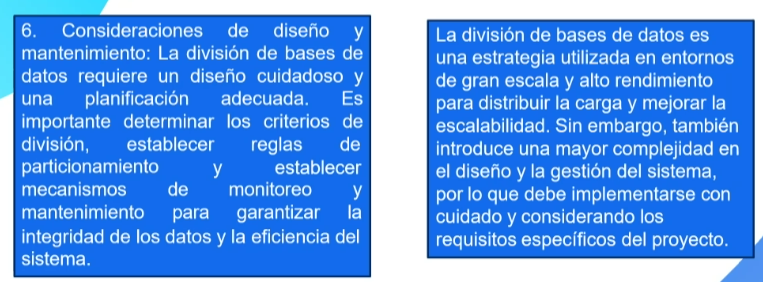 6. Consideraciones de diseño y
mantenimiento: La división de bases de
datos requiere un diseño cuidadoso y
una planificación adecuada. Es
importante determinar los criterios de
división, establecer reglas de
particionamiento y establecer
mecanismos de monitoreo y
mantenimiento para garantizar la
integridad de los datos y la eficiencia del
sistema.
La división de bases de datos es
una estrategia utilizada en entornos
de gran escala y alto rendimiento
para distribuir la carga y mejorar la
escalabilidad. Sin embargo, también
introduce una mayor complejidad en
el diseño y la gestión del sistema,
por lo que debe implementarse con
cuidado y considerando los
requisitos específicos del proyecto.